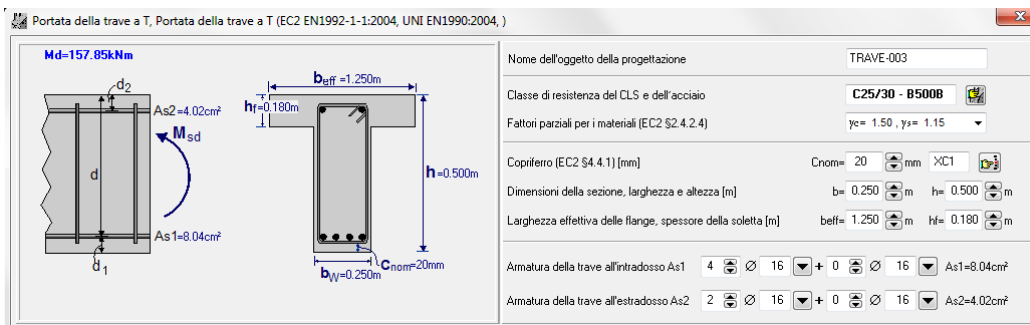 Portata della trave a T, Portata della trave a T (EC2 EN1992-1-1:2004, UNI EN1990:2004, )
Md=157.85kNm
d2
As2=4.02cm²
Msd
d
As1=8.04cm²
d1
beff =1.250m
hf=0.180m
h=0.500m
Cnom=20mm
bW=0.250m
Nome dell'oggetto della progettazione TRAVE-003
Classe di resistenza del CLS e dell'acciaio C25/30 - B500B
Fattori parziali per i materiali (EC2 §2.4.2.4) γc= 1.50 , γs= 1.15
Copriferro (EC2 §4.4.1) [mm] Cnom= 20 mm XC1
Dimensioni della sezione, larghezza e altezza [m] b= 0.250 m h= 0.500 m
Larghezza effettiva delle flange, spessore della soletta [m] beff= 1.250 m hf= 0.180 m
Armatura della trave all'intradosso As1 4 Ø 16 + 0 Ø 16 As1=8.04cm²
Armatura della trave all'estradosso As2 2 Ø 16 + 0 Ø 16 As2=4.02cm²